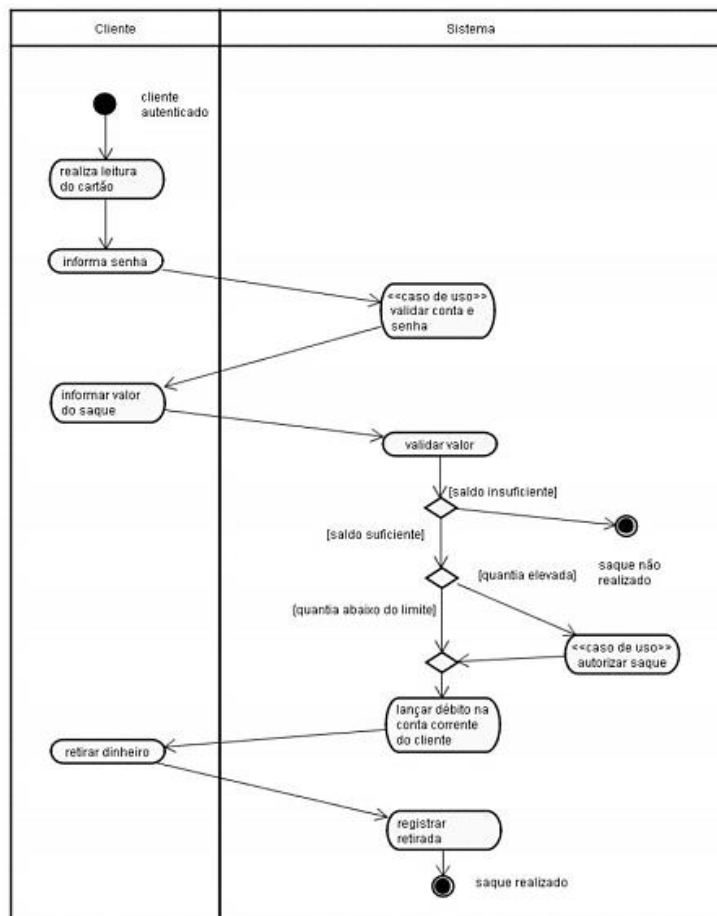 Cliente
Sistema
cliente
autenticado
realiza leitura
do cartão
informa senha
<<caso de uso>>
validar conta e
senha
informar valor
do saque
validar valor
[saldo insuficiente]
[saldo suficiente]
saque não
realizado
[quantia elevada]
[quantia abaixo do limite]
<<caso de uso>>
autorizar saque
lançar débito na
conta corrente
do cliente
retirar dinheiro
registrar
retirada
saque realizado